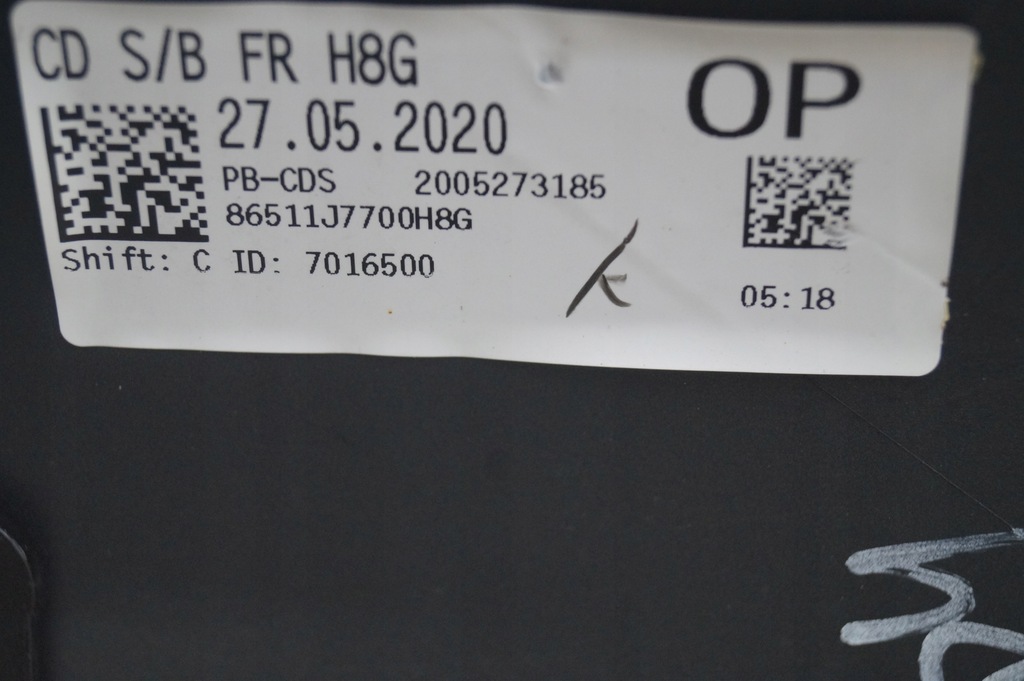 CD S/B FR H8G
OP
27.05.2020
PB-CDS 2005273185
86511J7700H8G
Shift: C ID: 7016500
05:18